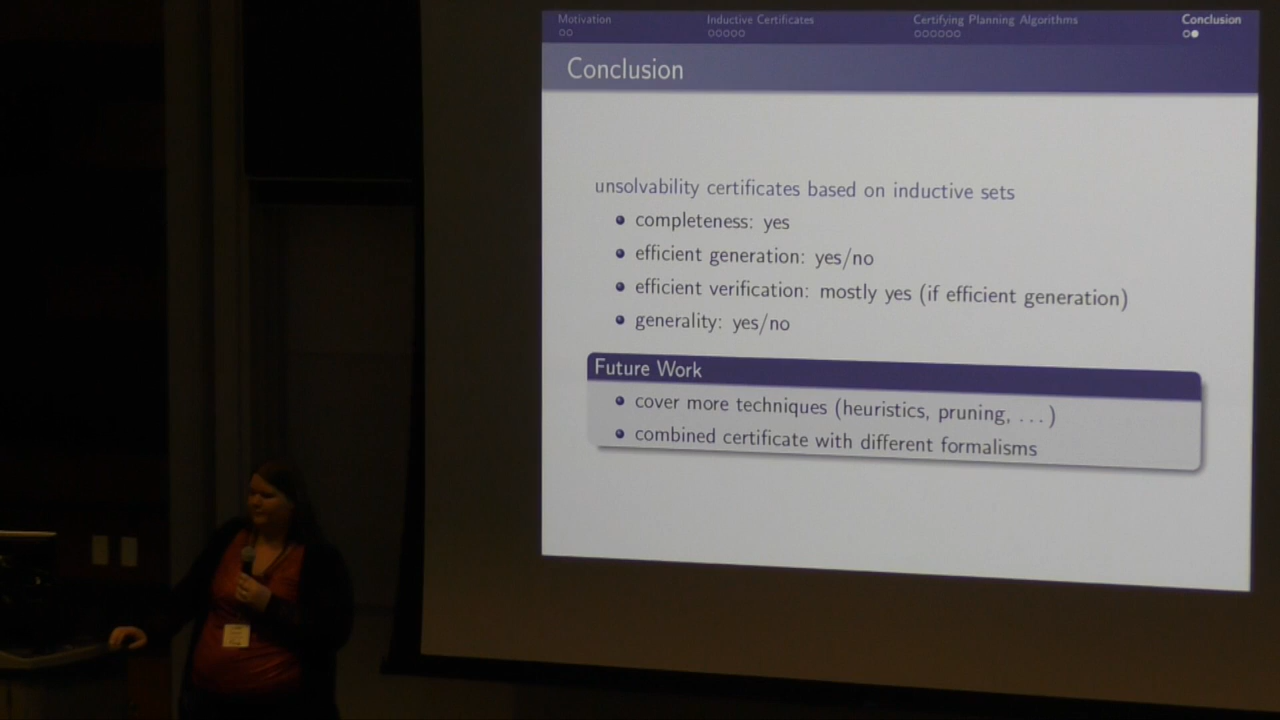 Motivation
Inductive Certificates
Certifying Planning Algorithms
Conclusion
Conclusion
unsolvability certificates based on inductive sets
completeness: yes
efficient generation: yes/no
efficient verification: mostly yes (if efficient generation)
generality: yes/no
Future Work
cover more techniques (heuristics, pruning, ...)
combined certificate with different formalisms